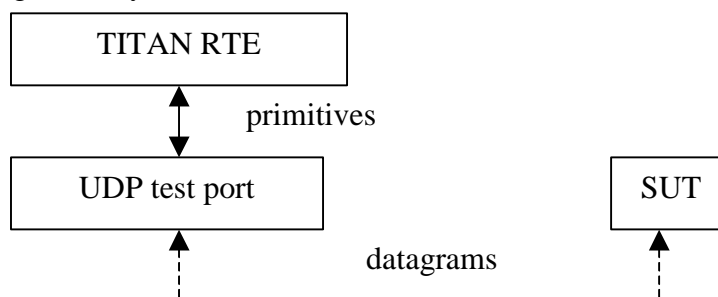 TITAN RTE
primitives
UDP test port
SUT
datagrams